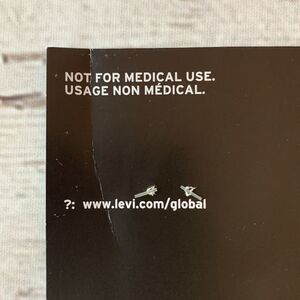 NOT FOR MEDICAL USE.
USAGE NON MÉDICAL.
?: www.levi.com/global